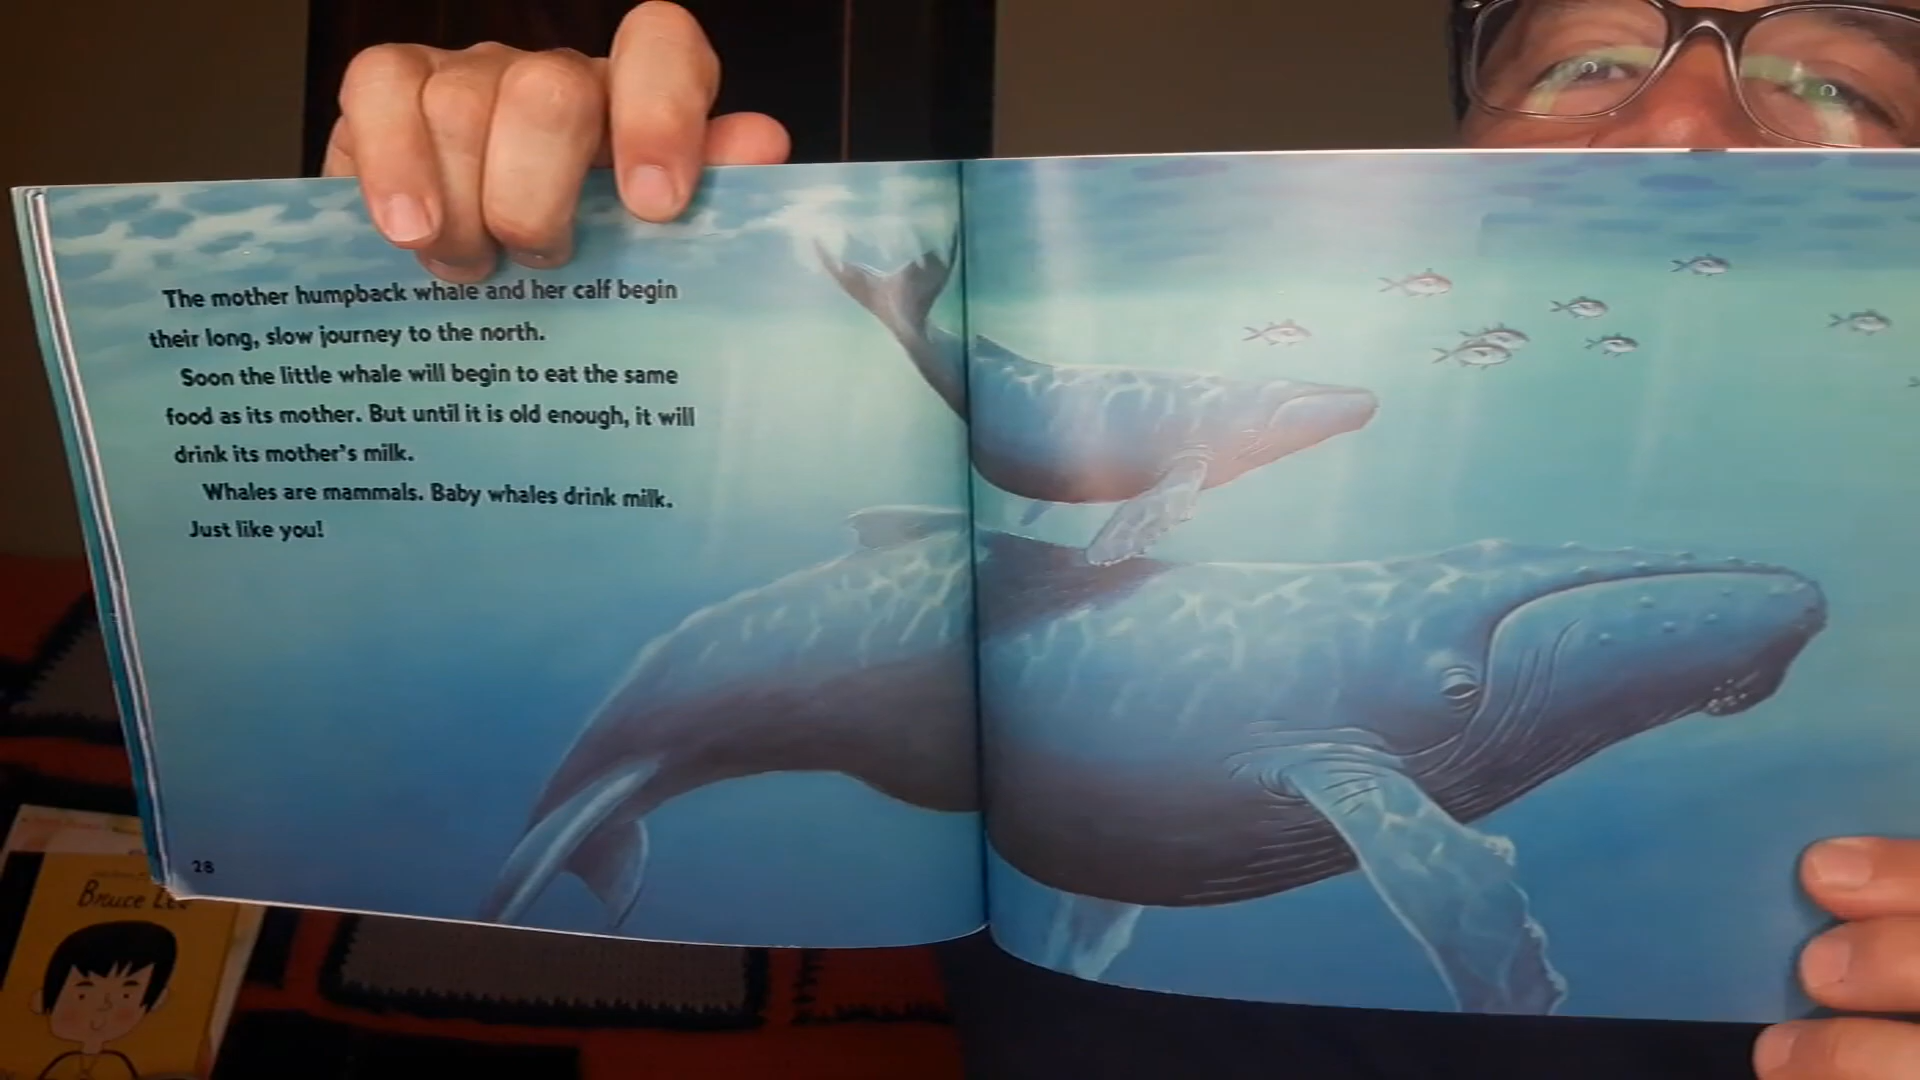 The mother humpback whale and her calf begin
their long, slow journey to the north.
Soon the little whale will begin to eat the same
food as its mother. But until it is old enough, it will
drink its mother's milk.
Whales are mammals. Baby whales drink milk.
Just like you!
28
Bruce Lee